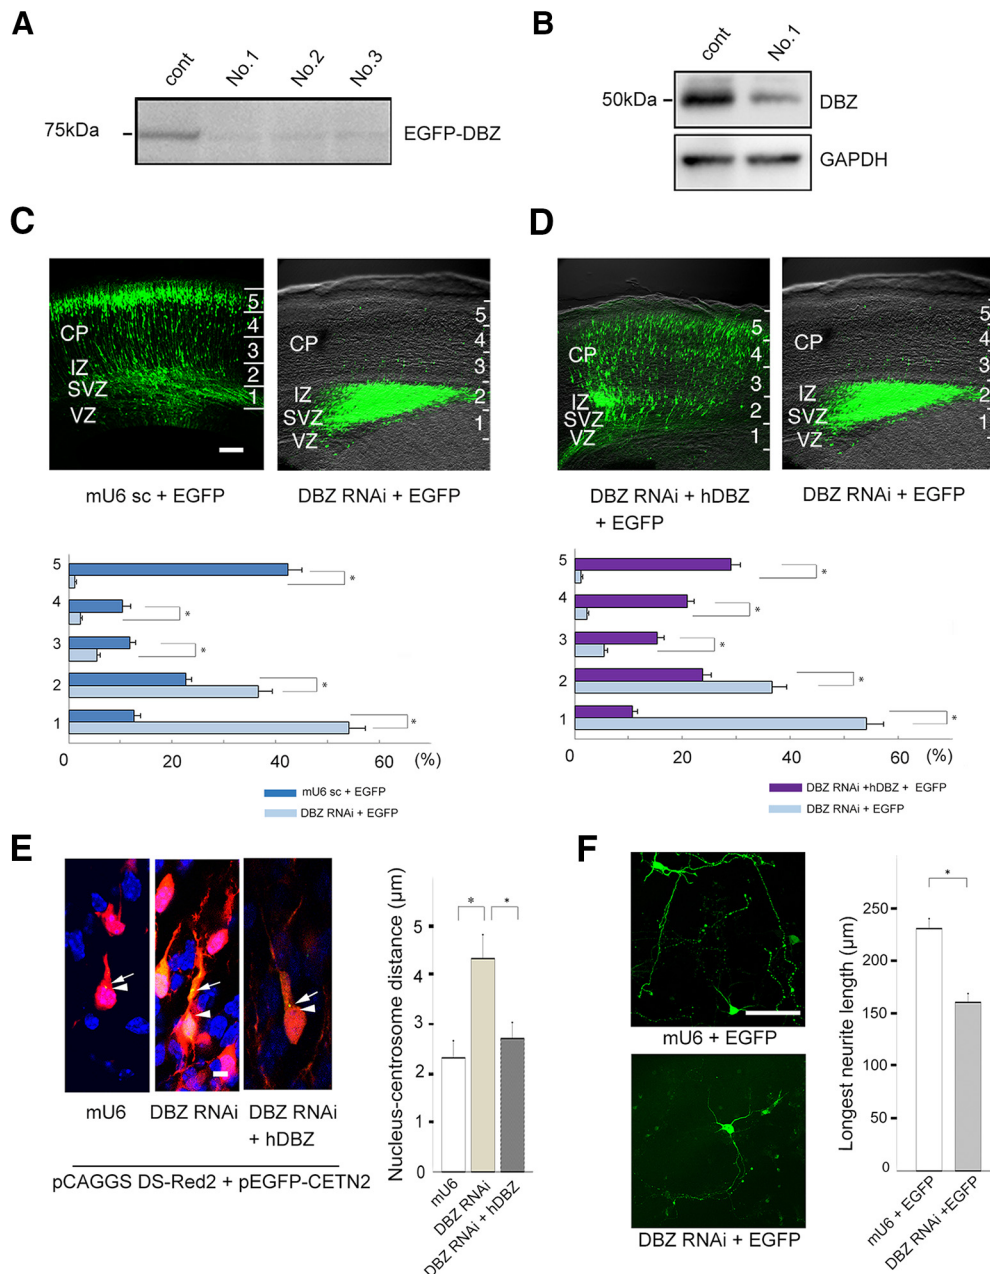 A
cont
No.1
No.2
No.3
75kDa
EGFP-DBZ
B
cont
No.1
50kDa
DBZ
GAPDH
C
CP
IZ
SVZ
VZ
5
4
3
2
1
mU6 sc + EGFP
CP
IZ
SVZ
VZ
5
4
3
2
1
DBZ RNAi + EGFP
5
4
3
2
1
*
*
*
*
*
0
20
40
60
(%)
mU6 sc + EGFP
DBZ RNAi + EGFP
D
CP
IZ
SVZ
VZ
5
4
3
2
1
DBZ RNAi + hDBZ
+ EGFP
CP
IZ
SVZ
VZ
5
4
3
2
1
DBZ RNAi + EGFP
5
4
3
2
1
*
*
*
*
*
0
20
40
60
(%)
DBZ RNAi +hDBZ + EGFP
DBZ RNAi + EGFP
E
mU6
DBZ RNAi
DBZ RNAi
+ hDBZ
pCAGGS DS-Red2 + pEGFP-CETN2
Nucleus-centrosome distance (µm)
5
4
3
2
1
0
*
*
mU6
DBZ RNAi
DBZ RNAi + hDBZ
F
mU6 + EGFP
DBZ RNAi + EGFP
Longest neurite length (µm)
250
200
150
100
50
0
*
mU6 + EGFP
DBZ RNAi +EGFP